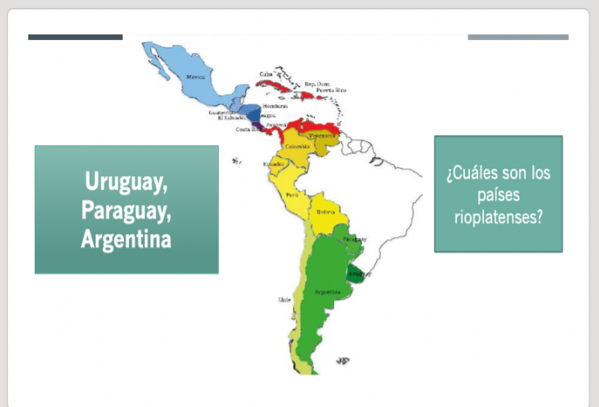 Uruguay,
Paraguay,
Argentina
¿Cuáles son los
países
rioplatenses?
México
Cuba
Rep. Dom.
Puerto Rico
Guatemala
Honduras
El Salvador
Costa Rica
Panamá
Venezuela
Colombia
Ecuador
Perú
Bolivia
Paraguay
Uruguay
Chile
Argentina